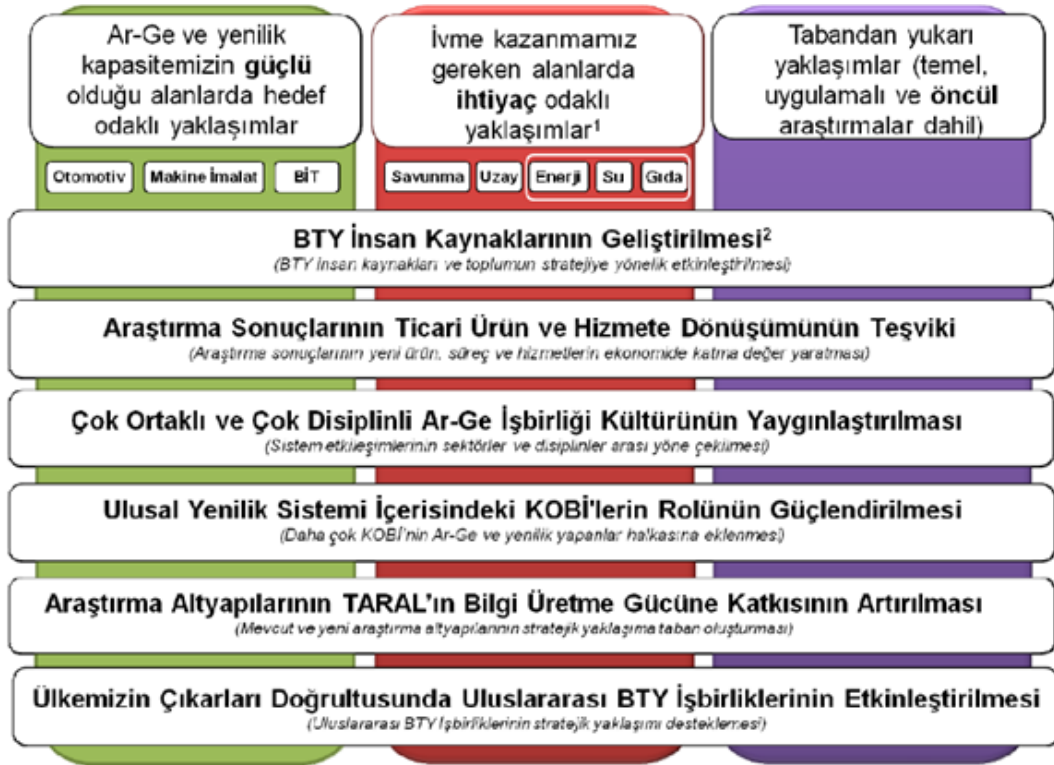 Ar-Ge ve yenilik
kapasitemizin güçlü
olduğu alanlarda hedef
odaklı yaklaşımlar
İvme kazanmamız
gereken alanlarda
ihtiyaç odaklı
yaklaşımlar¹
Tabandan yukarı
yaklaşımlar (temel,
uygulamalı ve öncül
araştırmalar dahil)
Otomotiv
Makine İmalat
BİT
Savunma
Uzay
Enerji
Su
Gıda
BTY İnsan Kaynaklarının Geliştirilmesi²
(BTY insan kaynakları ve toplumun stratejiye yönelik etkinleştirilmesi)
Araştırma Sonuçlarının Ticari Ürün ve Hizmete Dönüşümünün Teşviki
(Araştırma sonuçlarının yeni ürün, süreç ve hizmetlerin ekonomide katma değer yaratması)
Çok Ortaklı ve Çok Disiplinli Ar-Ge İşbirliği Kültürünün Yaygınlaştırılması
(Sistem etkileşimlerinin sektörler ve disiplinler arası yöne çekilmesi)
Ulusal Yenilik Sistemi İçerisindeki KOBİ'lerin Rolünün Güçlendirilmesi
(Daha çok KOBİ'nin Ar-Ge ve yenilik yapanlar halkasına eklenmesi)
Araştırma Altyapılarının TARAL'ın Bilgi Üretme Gücüne Katkısının Artırılması
(Mevcut ve yeni araştırma altyapılarının stratejik yaklaşıma taban oluşturması)
Ülkemizin Çıkarları Doğrultusunda Uluslararası BTY İşbirliklerinin Etkinleştirilmesi
(Uluslararası BTY İşbirliklerinin stratejik yaklaşımı desteklemesi)